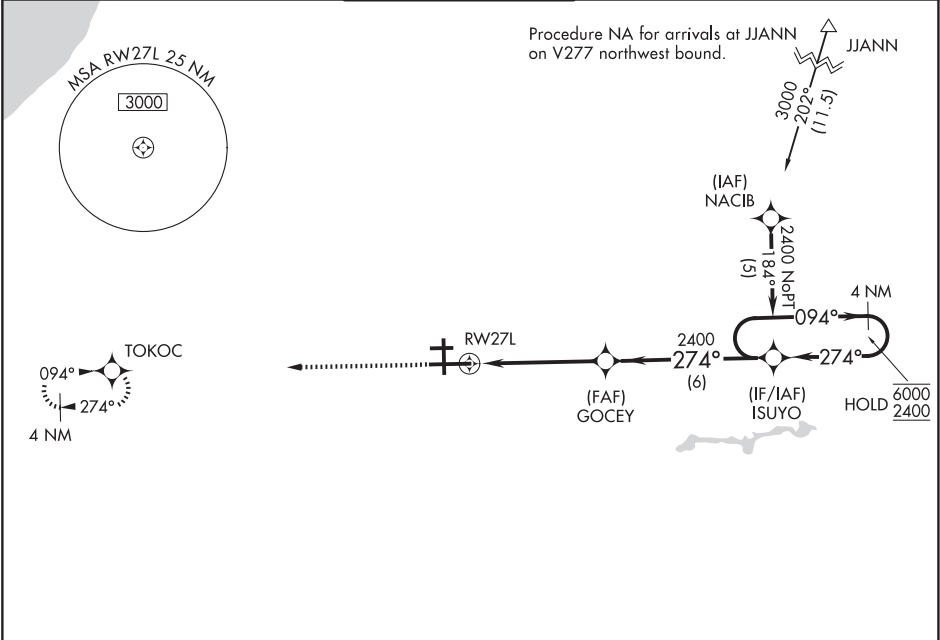 Procedure NA for arrivals at JJANN
on V277 northwest bound.
JJANN
MSA RW27L 25 NM
3000
3000
202°
(11.5)
(IAF)
NACIB
2400 NoPT
184°
(5)
4 NM
094°
RW27L
TOKOC
2400
274°
(6)
274°
094°
274°
4 NM
(FAF)
GOCEY
(IF/IAF)
ISUYO
HOLD
6000
2400